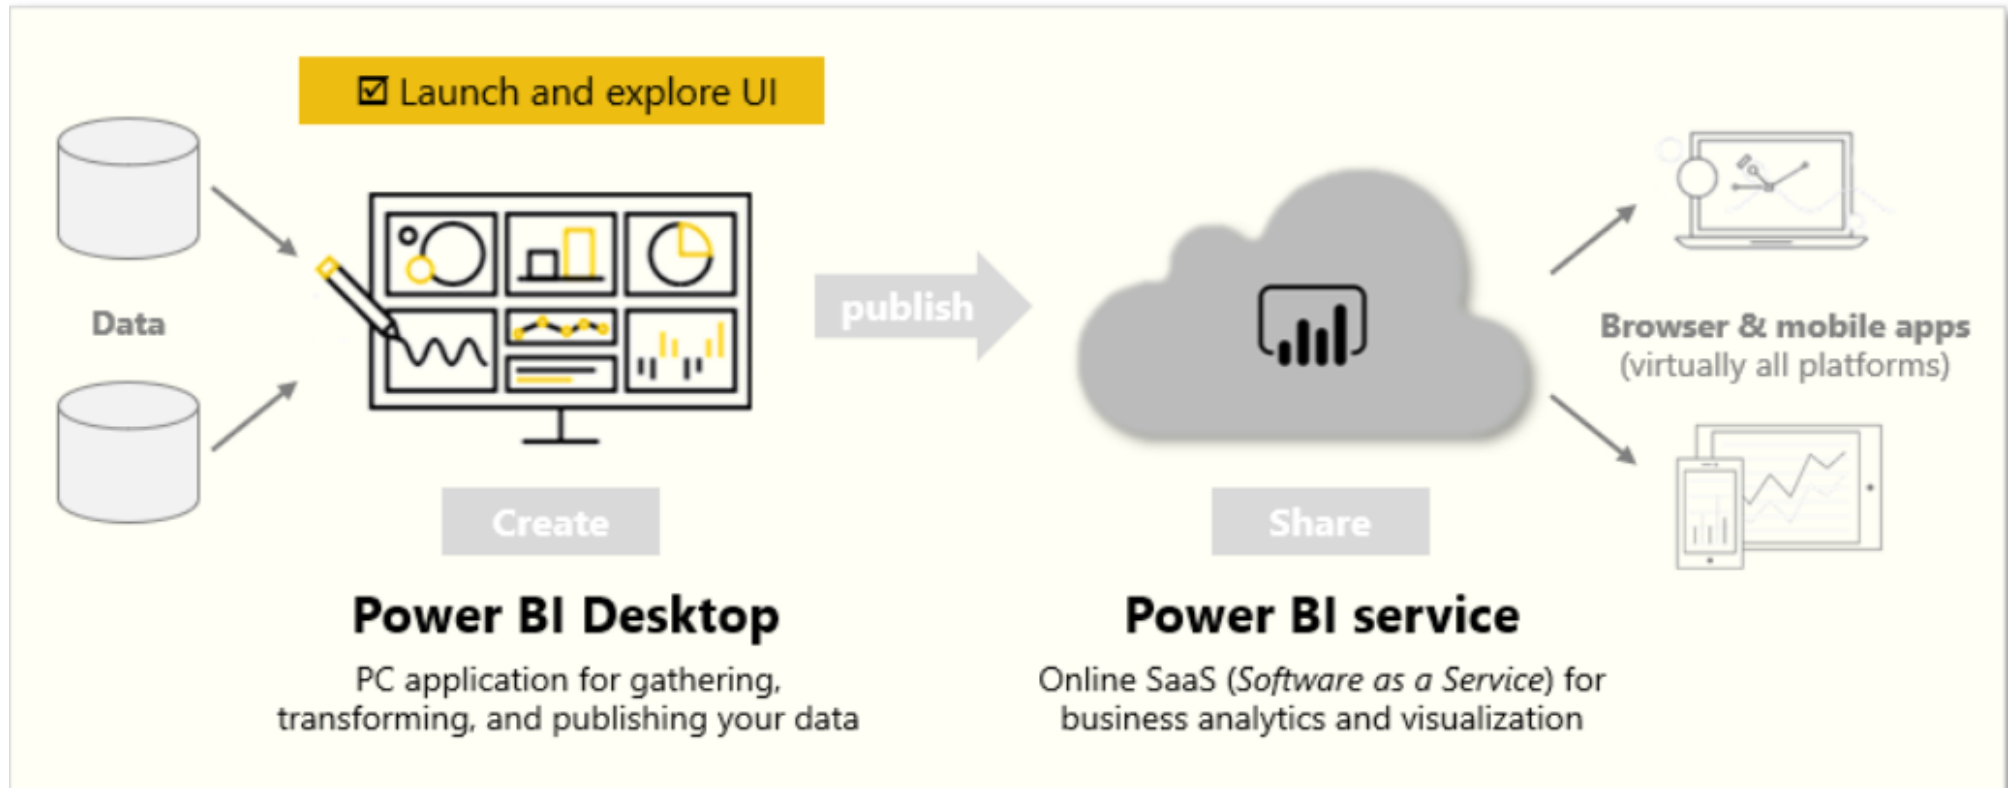 ☑ Launch and explore UI
Data
publish
Browser & mobile apps
(virtually all platforms)
Create
Share
Power BI Desktop
PC application for gathering,
transforming, and publishing your data
Power BI service
Online SaaS (Software as a Service) for
business analytics and visualization